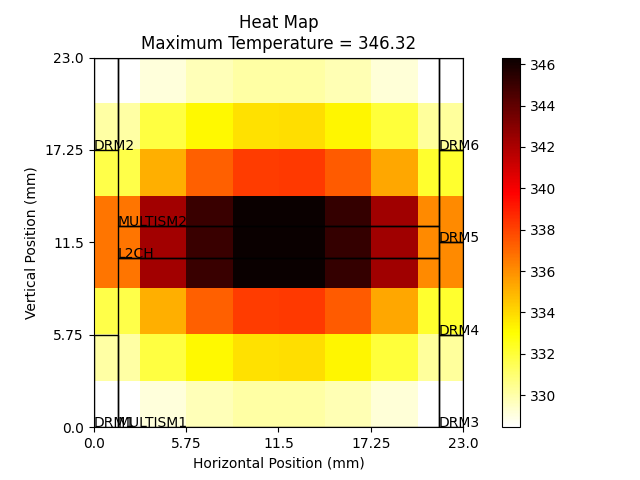 Heat Map
Maximum Temperature = 346.32
23.0
17.25
11.5
5.75
0.0
Vertical Position (mm)
DRM2
DRM6
MULTISM2
DRM5
L2CH
DRM4
DRM1
MULTISM1
DRM3
0.0
5.75
11.5
17.25
23.0
Horizontal Position (mm)
346
344
342
340
338
336
334
332
330